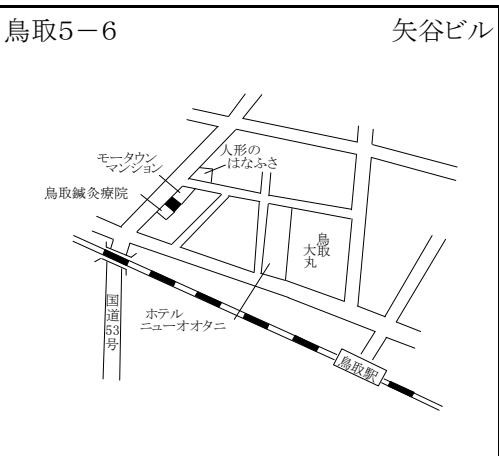 鳥取5－6
矢谷ビル
人形の
はなふさ
モータウン
マンション
鳥取鍼灸療院
鳥取
大丸
国道53号
ホテル
ニューオオタニ
鳥取駅